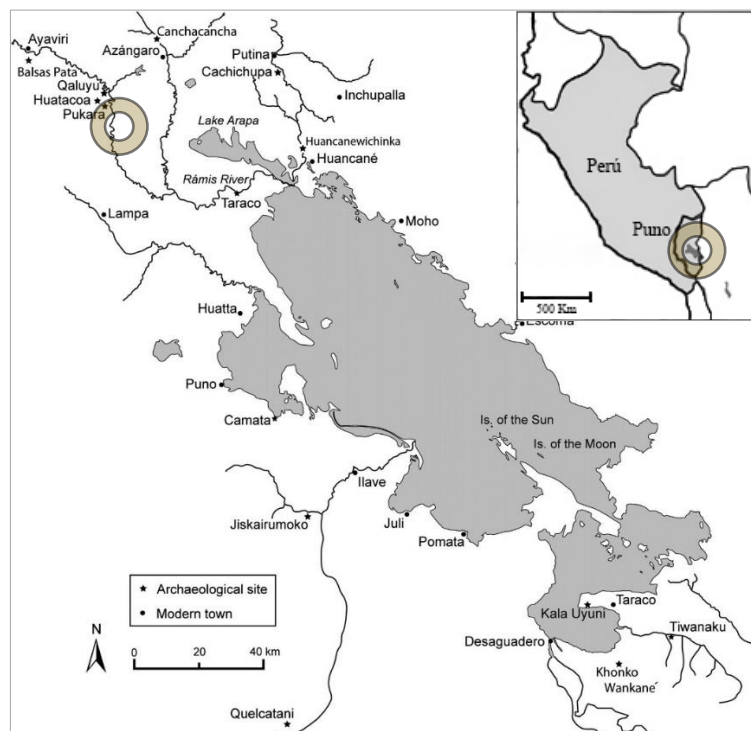 Canchacancha
Ayaviri
Azángaro
Putina
Balsas Pata
Cachichupa
Qaluyu
Inchupalla
Huatacoa
Pukara
Lake Arapa
Huancanewichinka
Huancané
Rámis River
Taraco
Lampa
Moho
Perú
Puno
500 Km
Escoma
Huatta
Puno
Camata
Is. of the Sun
Is. of the Moon
Ilave
Jiskairumoko
Juli
Pomata
Archaeological site
Modern town
Kala Uyuni
Taraco
Tiwanaku
Desaguadero
N
0 20 40 km
Khonko
Wankané
Quelcatani